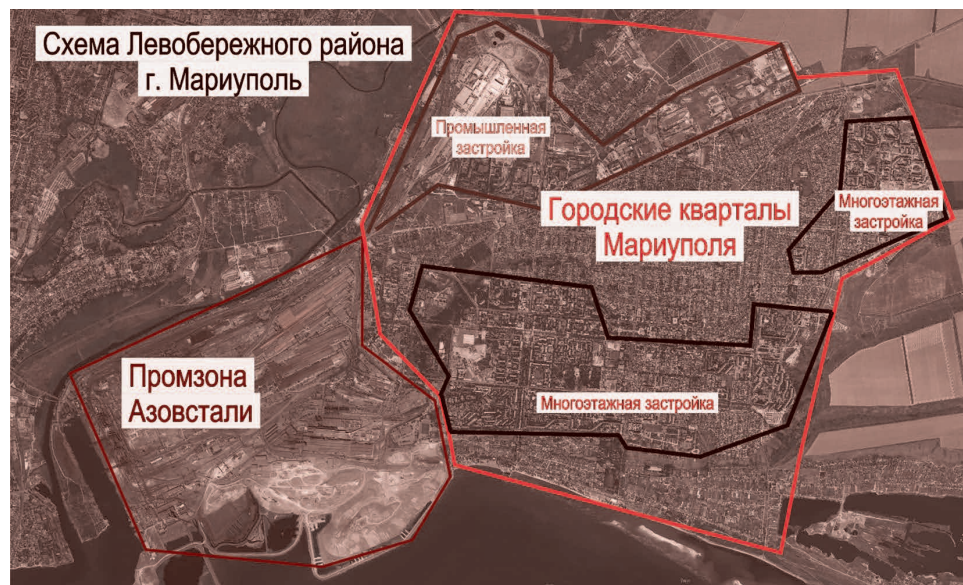 Схема Левобережного района
г. Мариуполь
Промышленная
застройка
Многоэтажная
застройка
Городские кварталы
Мариуполя
Промзона
Азовстали
Многоэтажная застройка